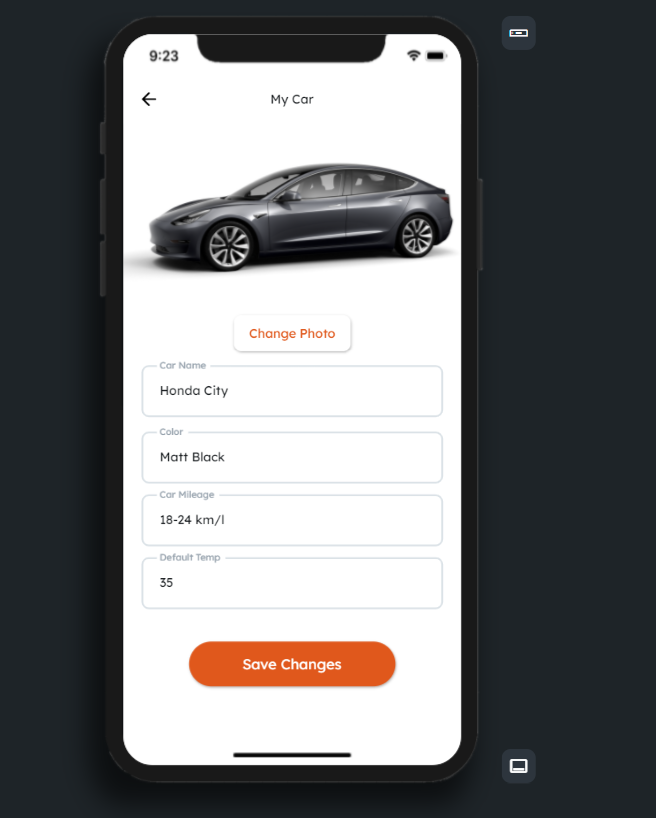 9:23
My Car
Change Photo
Car Name
Honda City
Color
Matt Black
Car Mileage
18-24 km/l
Default Temp
35
Save Changes